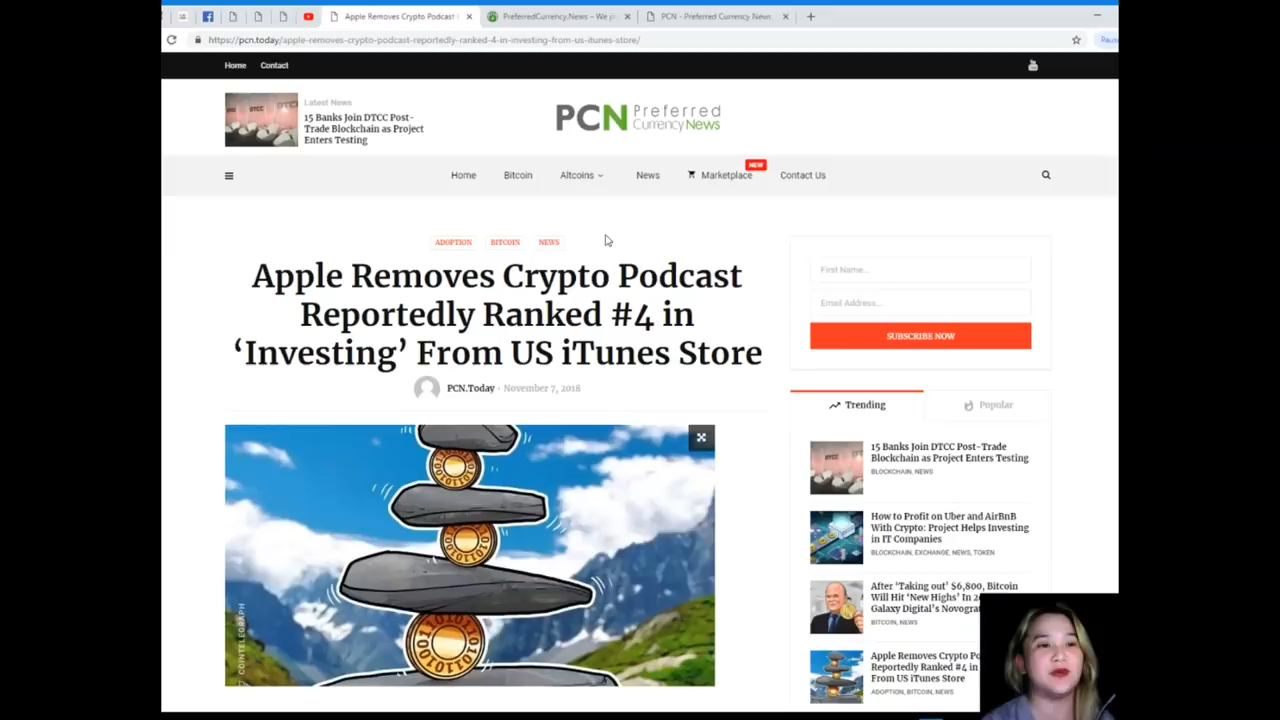 Apple Removes Crypto Podcast
PreferredCurrency.News – We p
PCN - Preferred Currency News
https://pcn.today/apple-removes-crypto-podcast-reportedly-ranked-4-in-investing-from-us-itunes-store/
Paus
Home
Contact
Latest News
15 Banks Join DTCC Post-
Trade Blockchain as Project
Enters Testing
DTCC
PCN Preferred
Currency News
Home
Bitcoin
Altcoins
News
Marketplace
NEW
Contact Us
ADOPTION
BITCOIN
NEWS
Apple Removes Crypto Podcast
Reportedly Ranked #4 in
‘Investing’ From US iTunes Store
PCN.Today - November 7, 2018
COINTELEGRAPH
First Name...
Email Address...
SUBSCRIBE NOW
Trending
Popular
15 Banks Join DTCC Post-Trade
Blockchain as Project Enters Testing
BLOCKCHAIN, NEWS
How to Profit on Uber and AirBnB
With Crypto: Project Helps Investing
in IT Companies
BLOCKCHAIN, EXCHANGE, NEWS, TOKEN
After ‘Taking out’ $6,800, Bitcoin
Will Hit ‘New Highs’ In 2
Galaxy Digital’s Novogra
BITCOIN, NEWS
Apple Removes Crypto Po
Reportedly Ranked #4 in
From US iTunes Store
ADOPTION, BITCOIN, NEWS